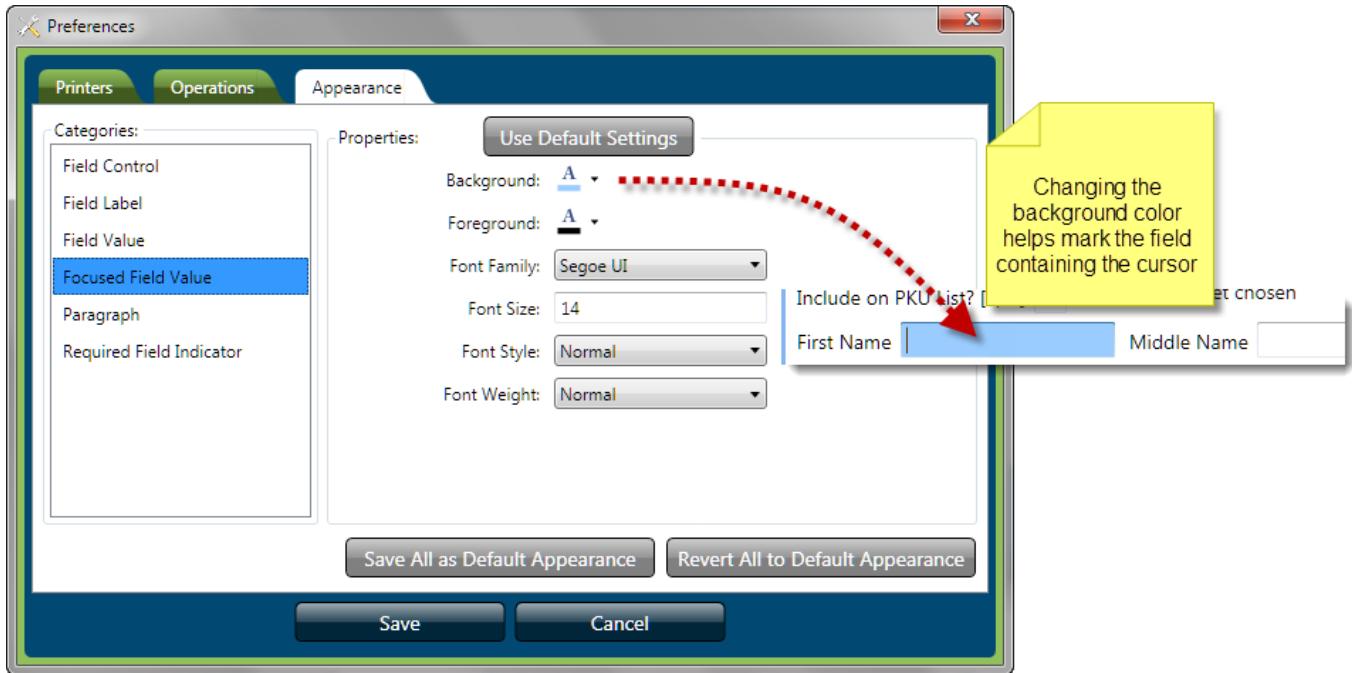 Preferences
Printers Operations Appearance
Categories:
Field Control
Field Label
Field Value
Focused Field Value
Paragraph
Required Field Indicator
Properties:
Use Default Settings
Background: A
Foreground: A
Font Family: Segoe UI
Font Size: 14
Font Style: Normal
Font Weight: Normal
Changing the
background color
helps mark the field
containing the cursor
Include on PKU List? [ chosen
First Name Middle Name
Save All as Default Appearance Revert All to Default Appearance
Save Cancel